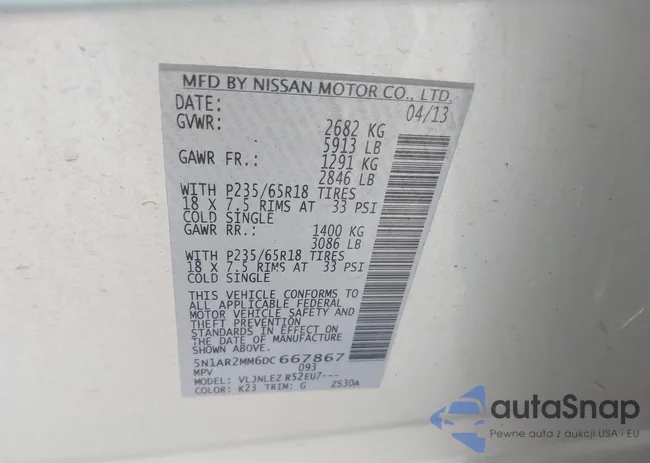 MFD BY NISSAN MOTOR CO., LTD.
DATE: 04/13
GVWR: 2682 KG
5913 LB
GAWR FR.: 1291 KG
2846 LB
WITH P235/65R18 TIRES
18 X 7.5 RIMS AT 33 PSI
COLD SINGLE
GAWR RR.: 1400 KG
3086 LB
WITH P235/65R18 TIRES
18 X 7.5 RIMS AT 33 PSI
COLD SINGLE
THIS VEHICLE CONFORMS TO
ALL APPLICABLE FEDERAL
MOTOR VEHICLE SAFETY AND
THEFT PREVENTION
STANDARDS IN EFFECT ON
THE DATE OF MANUFACTURE
SHOWN ABOVE.
5N1AR2MM6DC667867
MPV 093
MODEL: VLJNLEZ R52EU7---
COLOR: K23 TRIM: G ZS30A
autaSnap
Pewne auta z aukcji USA i EU